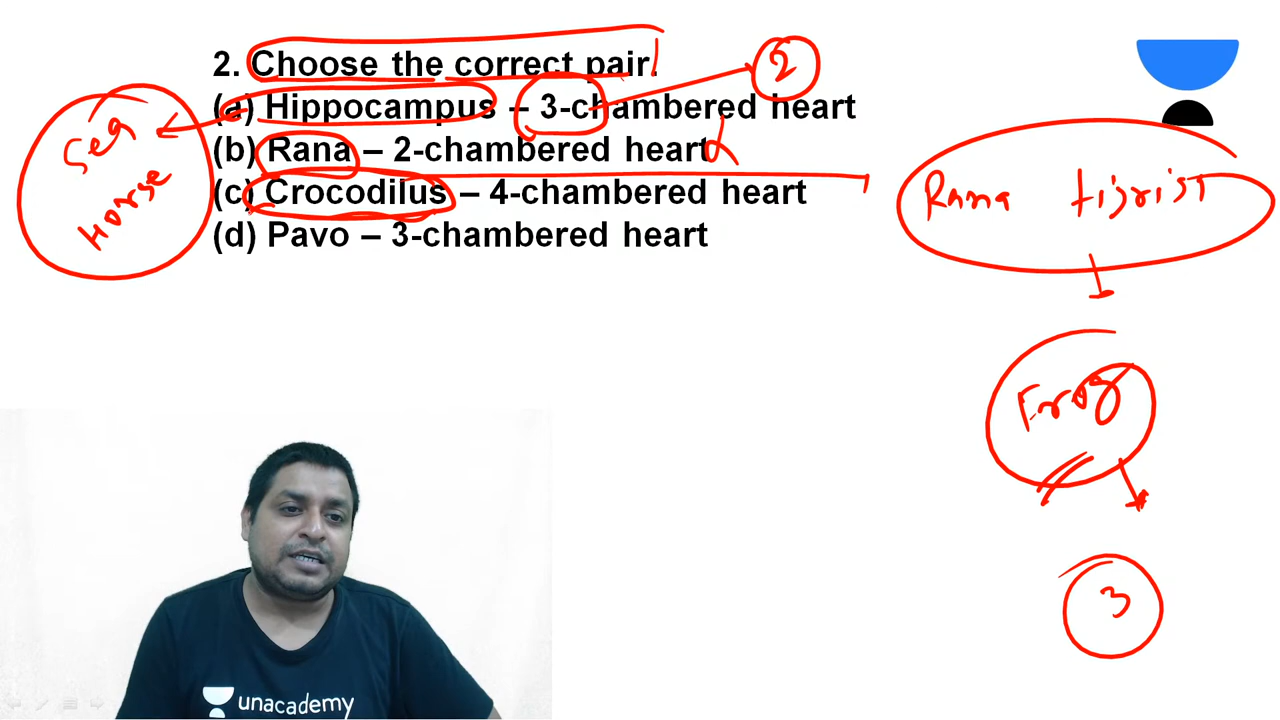 2. Choose the correct pair.
(a) Hippocampus – 3-chambered heart
(b) Rana – 2-chambered heart
(c) Crocodilus – 4-chambered heart
(d) Pavo – 3-chambered heart
2
Sea
Horse
Rana
Frog
3
unacademy